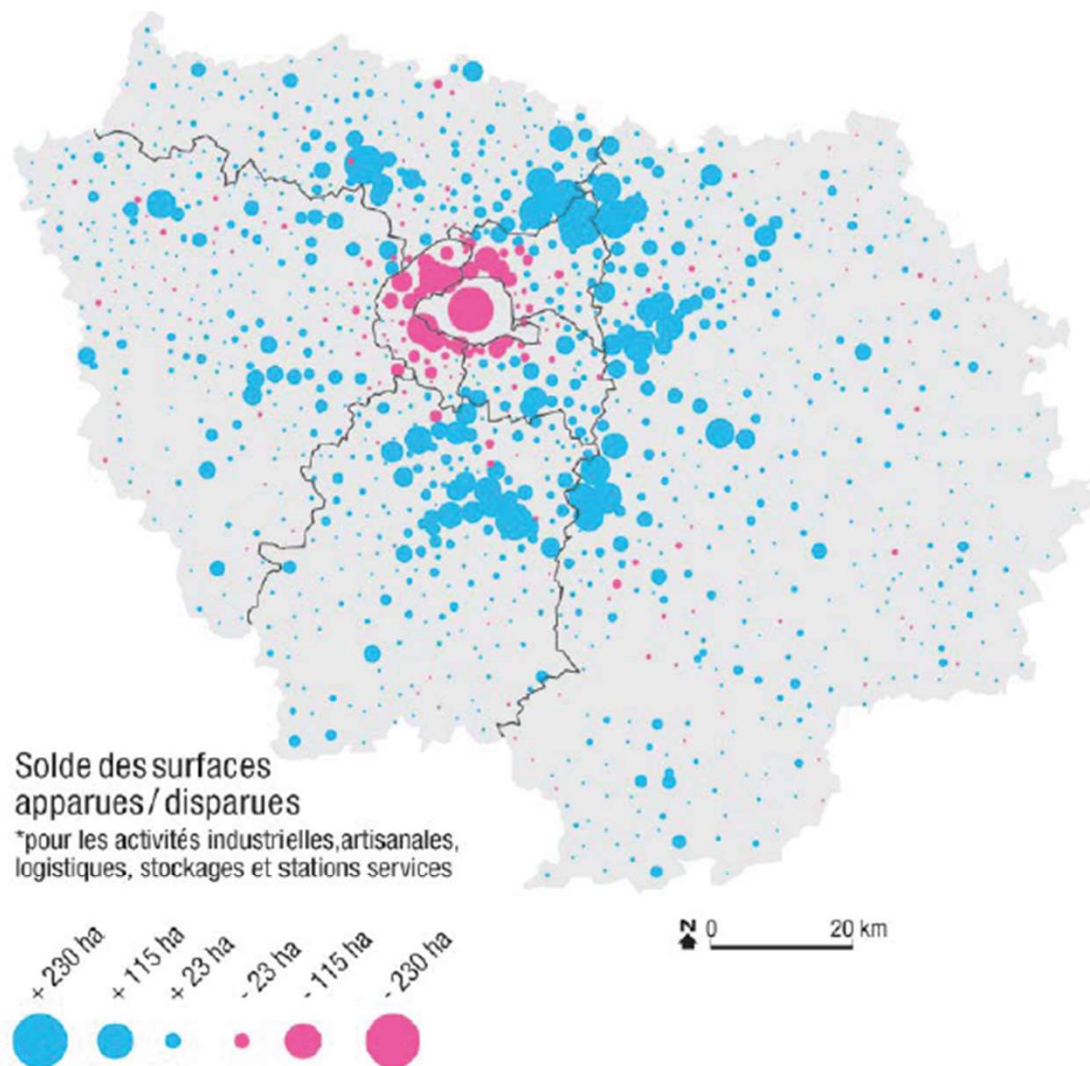 Solde des surfaces
apparues / disparues
*pour les activités industrielles,artisanales,
logistiques, stockages et stations services
N 0 20 km
+ 230 ha
+ 115 ha
+ 23 ha
- 23 ha
- 115 ha
- 230 ha